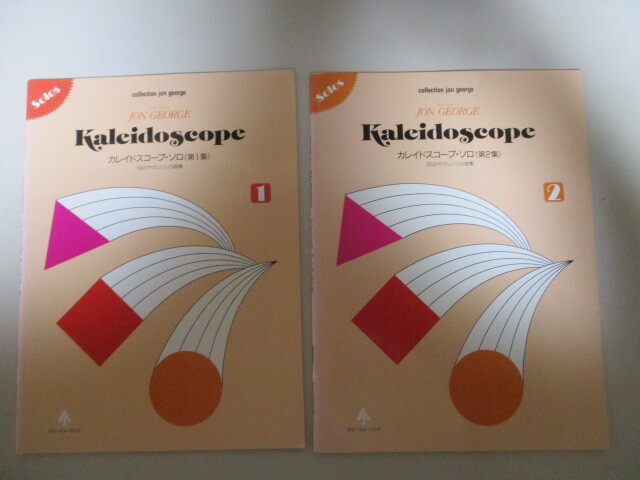 Solos
collection jon george
JON GEORGE
Kaleidoscope
カレイドスコープ・ソロ(第1集)
1
Solos
collection jon george
JON GEORGE
Kaleidoscope
カレイドスコープ・ソロ(第2集)
2